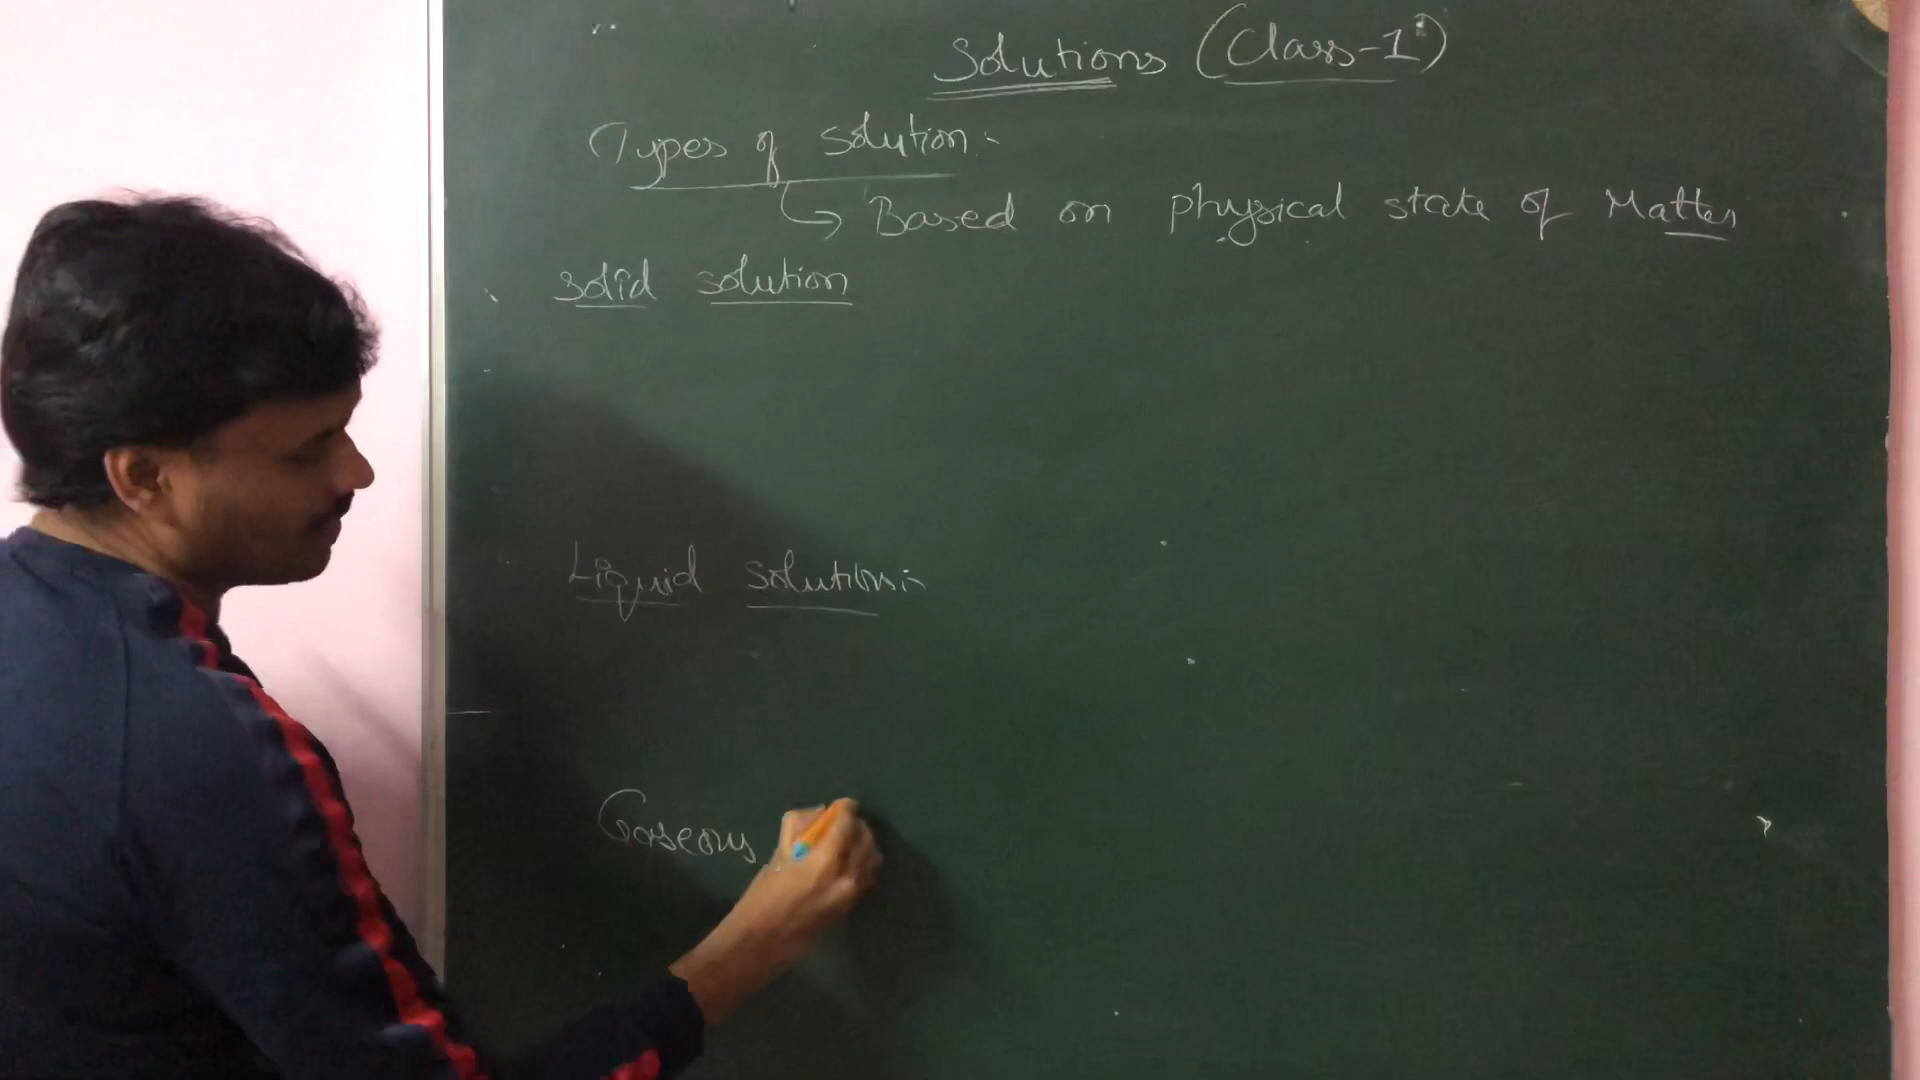 Solutions (Class-1)
Types of solution:-
Based on physical state of Matter
Solid solution
Liquid solutions:-
Gaseous